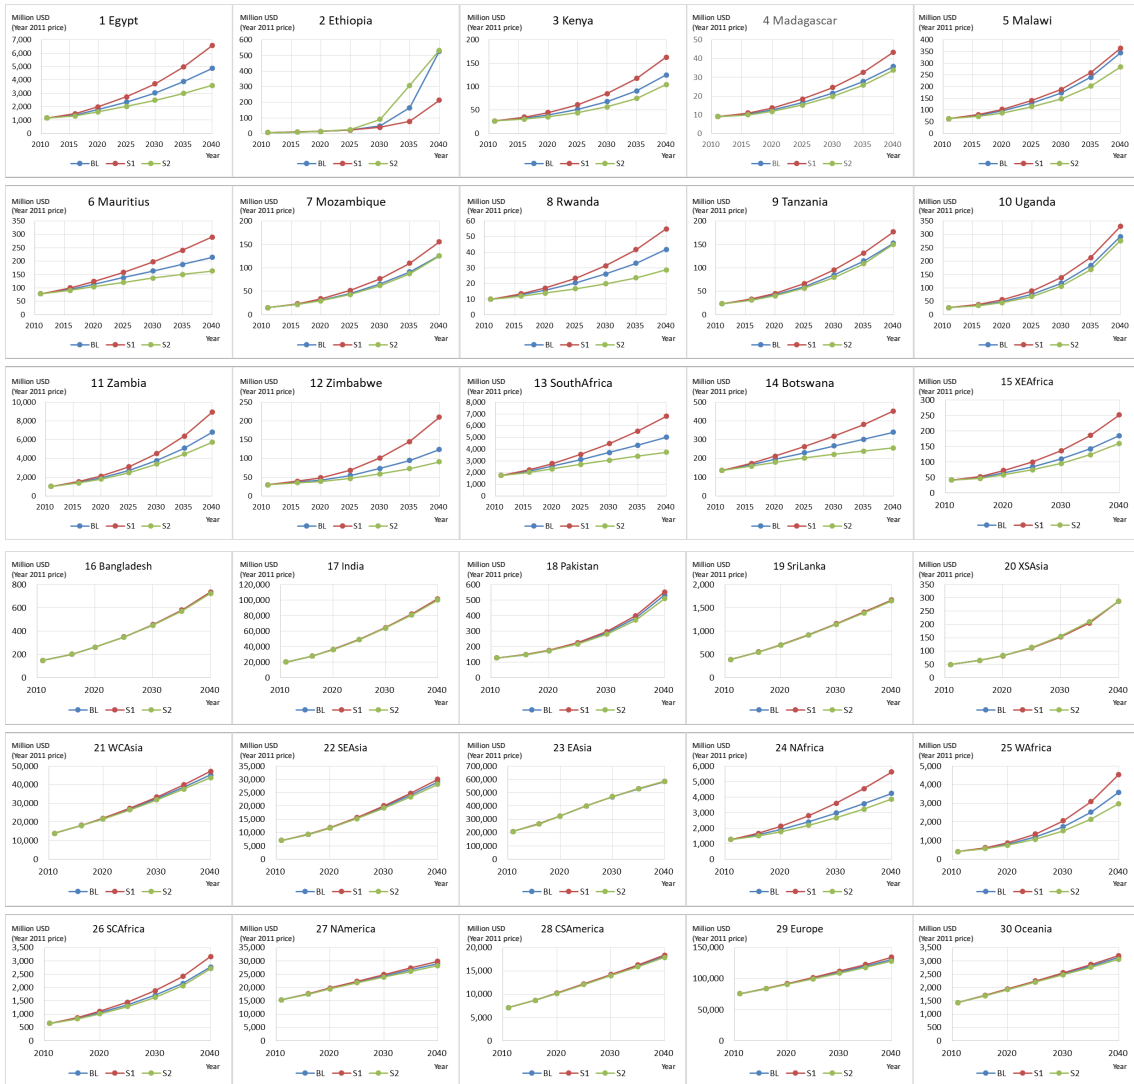 Million USD
(Year 2011 price)
1 Egypt
7,000
6,000
5,000
4,000
3,000
2,000
1,000
0
2010 2015 2020 2025 2030 2035 2040
Year
BL S1 S2
Million USD
(Year 2011 price)
2 Ethiopia
600
500
400
300
200
100
0
2010 2015 2020 2025 2030 2035 2040
Year
BL S1 S2
Million USD
(Year 2011 price)
3 Kenya
200
150
100
50
0
2010 2015 2020 2025 2030 2035 2040
Year
BL S1 S2
Million USD
(Year 2011 price)
4 Madagascar
50
40
30
20
10
0
2010 2015 2020 2025 2030 2035 2040
Year
BL S1 S2
Million USD
(Year 2011 price)
5 Malawi
400
350
300
250
200
150
100
50
0
2010 2015 2020 2025 2030 2035 2040
Year
BL S1 S2
Million USD
(Year 2011 price)
6 Mauritius
350
300
250
200
150
100
50
0
2010 2015 2020 2025 2030 2035 2040
Year
BL S1 S2
Million USD
(Year 2011 price)
7 Mozambique
200
150
100
50
0
2010 2015 2020 2025 2030 2035 2040
Year
BL S1 S2
Million USD
(Year 2011 price)
8 Rwanda
60
50
40
30
20
10
0
2010 2015 2020 2025 2030 2035 2040
Year
BL S1 S2
Million USD
(Year 2011 price)
9 Tanzania
200
150
100
50
0
2010 2015 2020 2025 2030 2035 2040
Year
BL S1 S2
Million USD
(Year 2011 price)
10 Uganda
350
300
250
200
150
100
50
0
2010 2015 2020 2025 2030 2035 2040
Year
BL S1 S2
Million USD
(Year 2011 price)
11 Zambia
10,000
8,000
6,000
4,000
2,000
0
2010 2015 2020 2025 2030 2035 2040
Year
BL S1 S2
Million USD
(Year 2011 price)
12 Zimbabwe
250
200
150
100
50
0
2010 2015 2020 2025 2030 2035 2040
Year
BL S1 S2
Million USD
(Year 2011 price)
13 SouthAfrica
8,000
7,000
6,000
5,000
4,000
3,000
2,000
1,000
0
2010 2015 2020 2025 2030 2035 2040
Year
BL S1 S2
Million USD
(Year 2011 price)
14 Botswana
500
400
300
200
100
0
2010 2015 2020 2025 2030 2035 2040
Year
BL S1 S2
Million USD
(Year 2011 price)
15 XEAfrica
300
250
200
150
100
50
0
2010 2020 2030 2040
Year
BL S1 S2
Million USD
(Year 2011 price)
16 Bangladesh
800
600
400
200
0
2010 2020 2030 2040
Year
BL S1 S2
Million USD
(Year 2011 price)
17 India
120,000
100,000
80,000
60,000
40,000
20,000
0
2010 2020 2030 2040
Year
BL S1 S2
Million USD
(Year 2011 price)
18 Pakistan
600
500
400
300
200
100
0
2010 2020 2030 2040
Year
BL S1 S2
Million USD
(Year 2011 price)
19 SriLanka
2,000
1,500
1,000
500
0
2010 2020 2030 2040
Year
BL S1 S2
Million USD
(Year 2011 price)
20 XSAsia
350
300
250
200
150
100
50
0
2010 2020 2030 2040
Year
BL S1 S2
Million USD
(Year 2011 price)
21 WCAsia
50,000
40,000
30,000
20,000
10,000
0
2010 2020 2030 2040
Year
BL S1 S2
Million USD
(Year 2011 price)
22 SEAsia
35,000
30,000
25,000
20,000
15,000
10,000
5,000
0
2010 2020 2030 2040
Year
BL S1 S2
Million USD
(Year 2011 price)
23 EAsia
700,000
600,000
500,000
400,000
300,000
200,000
100,000
0
2010 2020 2030 2040
Year
BL S1 S2
Million USD
(Year 2011 price)
24 NAfrica
6,000
5,000
4,000
3,000
2,000
1,000
0
2010 2020 2030 2040
Year
BL S1 S2
Million USD
(Year 2011 price)
25 WAfrica
5,000
4,000
3,000
2,000
1,000
0
2010 2020 2030 2040
Year
BL S1 S2
Million USD
(Year 2011 price)
26 SCAfrica
3,500
3,000
2,500
2,000
1,500
1,000
500
0
2010 2020 2030 2040
Year
BL S1 S2
Million USD
(Year 2011 price)
27 NAmerica
35,000
30,000
25,000
20,000
15,000
10,000
5,000
0
2010 2020 2030 2040
Year
BL S1 S2
Million USD
(Year 2011 price)
28 CSAmerica
20,000
15,000
10,000
5,000
0
2010 2020 2030 2040
Year
BL S1 S2
Million USD
(Year 2011 price)
29 Europe
150,000
100,000
50,000
0
2010 2020 2030 2040
Year
BL S1 S2
Million USD
(Year 2011 price)
30 Oceania
3,500
3,000
2,500
2,000
1,500
1,000
500
0
2010 2020 2030 2040
Year
BL S1 S2